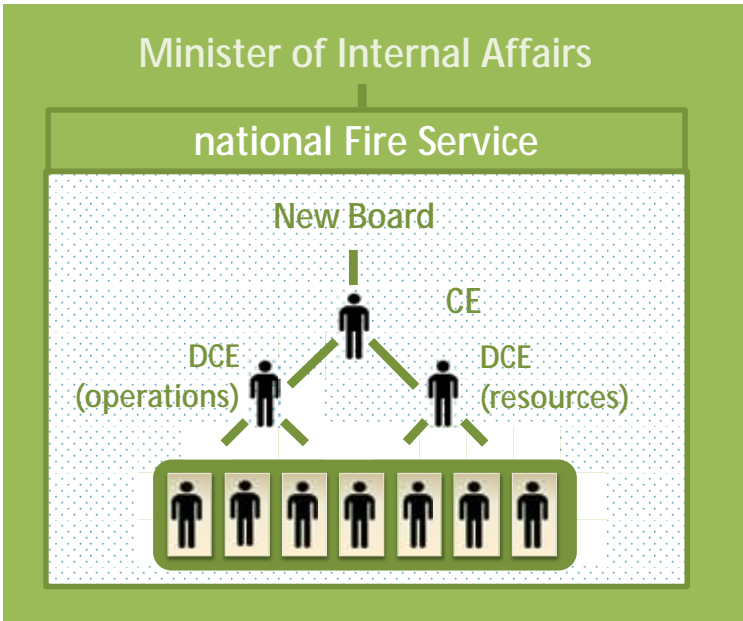 Minister of Internal Affairs
national Fire Service
New Board
CE
DCE
(operations)
DCE
(resources)